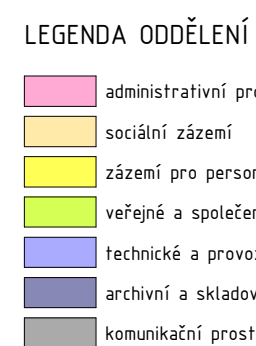 LEGENDA ODDĚLENÍ
administrativní pro
sociální zázemí
zázemí pro person
veřejné a společen
technické a provoz
archivní a skladov
komunikační prost